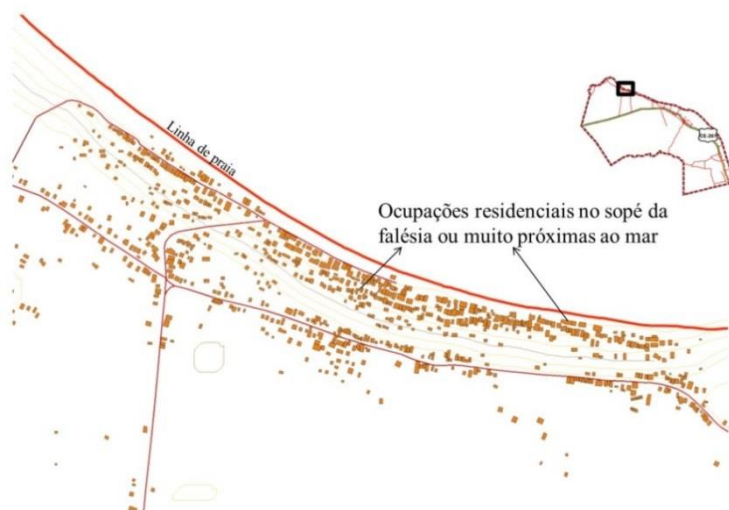 Linha de praia
Ocupações residenciais no sopé da
falésia ou muito próximas ao mar